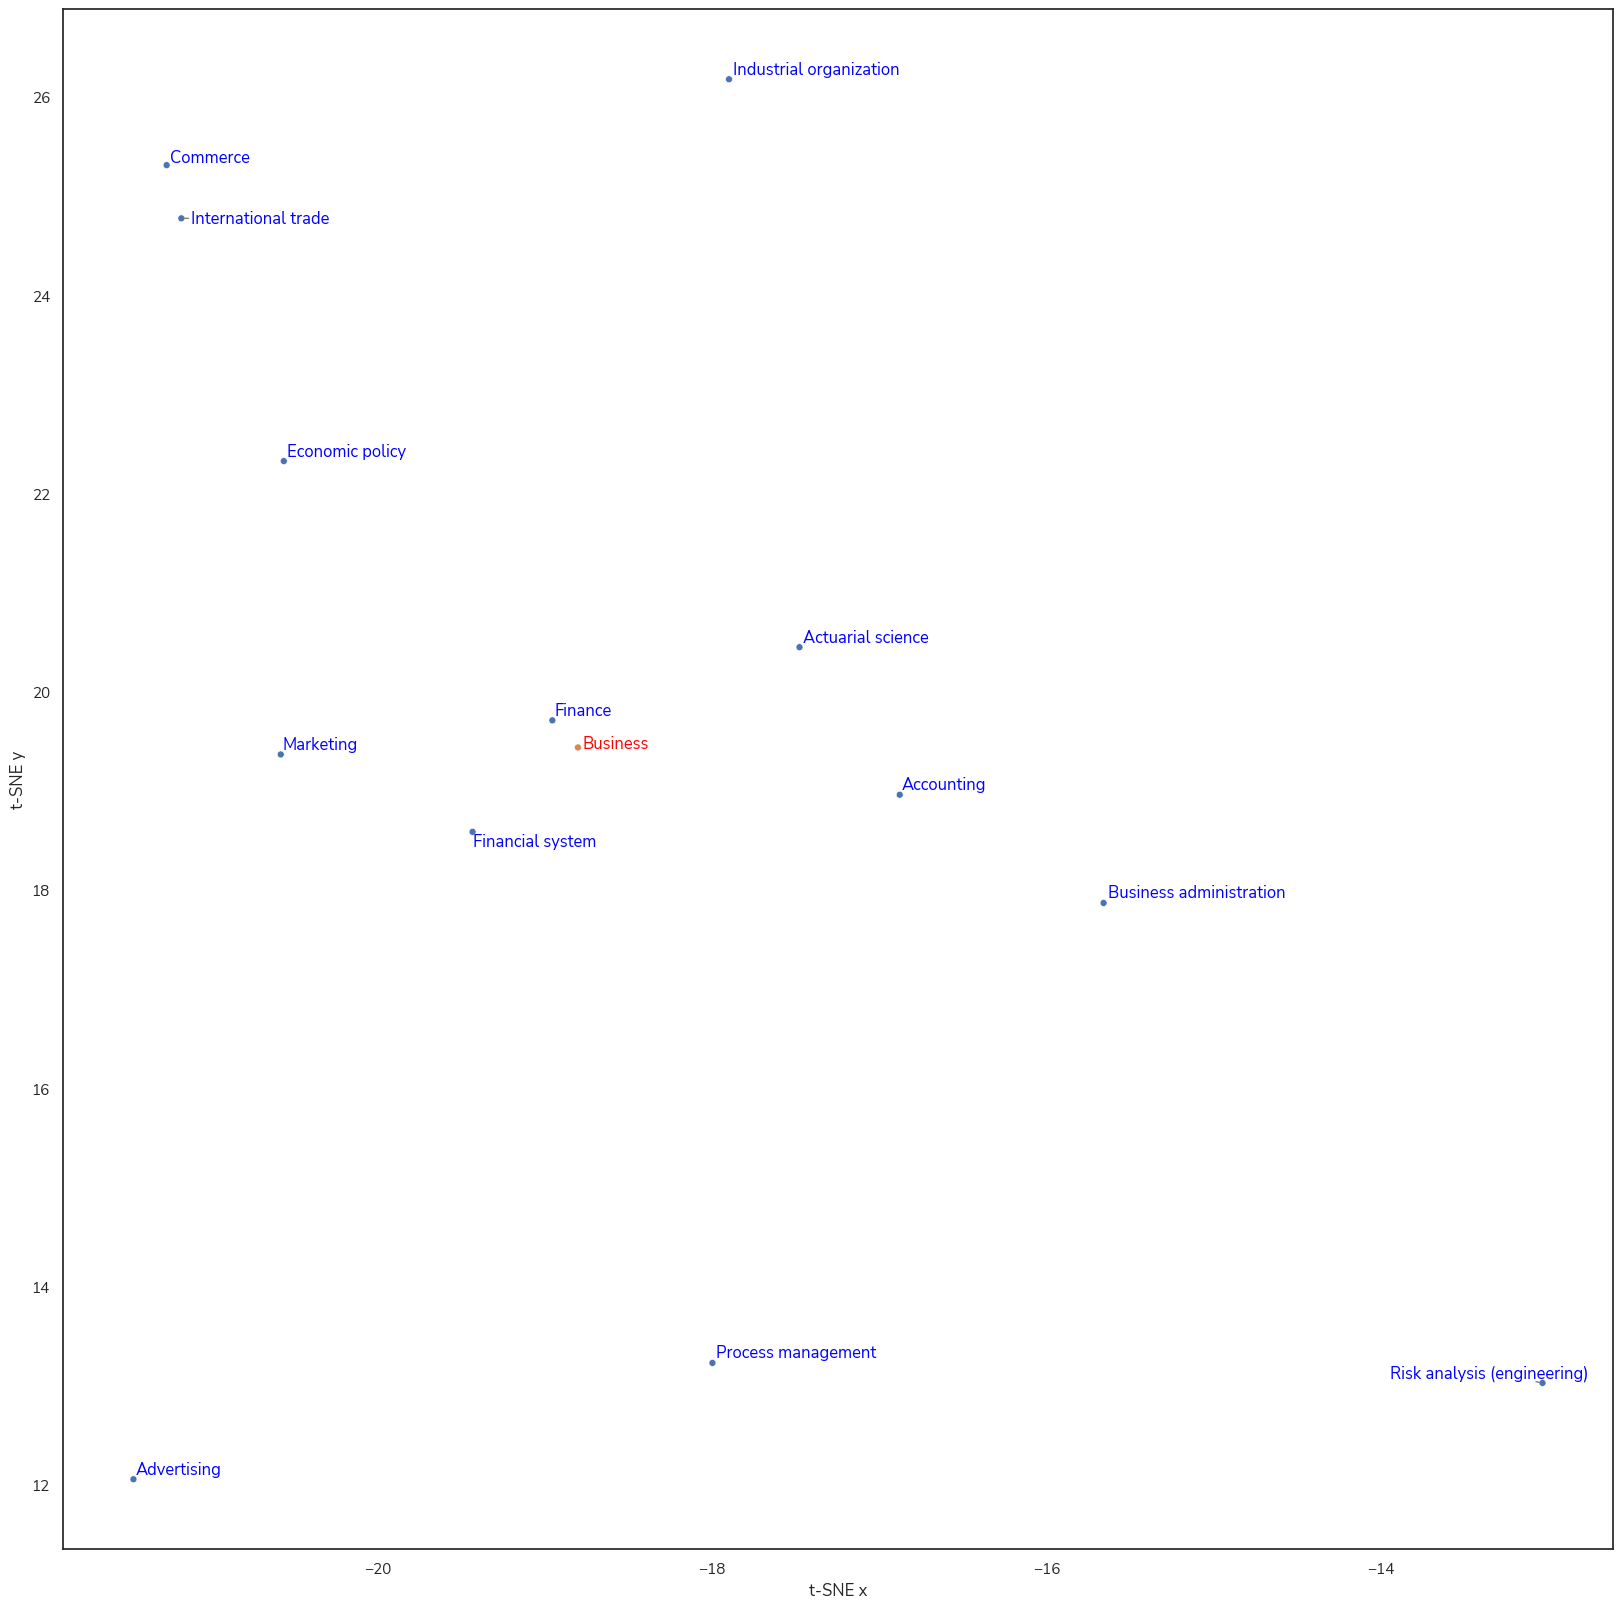 Industrial organization
Commerce
International trade
Economic policy
Actuarial science
Finance
Business
Marketing
Accounting
Financial system
Business administration
Process management
Risk analysis (engineering)
Advertising
26
24
22
20
18
16
14
12
t-SNE y
−20
−18
−16
−14
t-SNE x